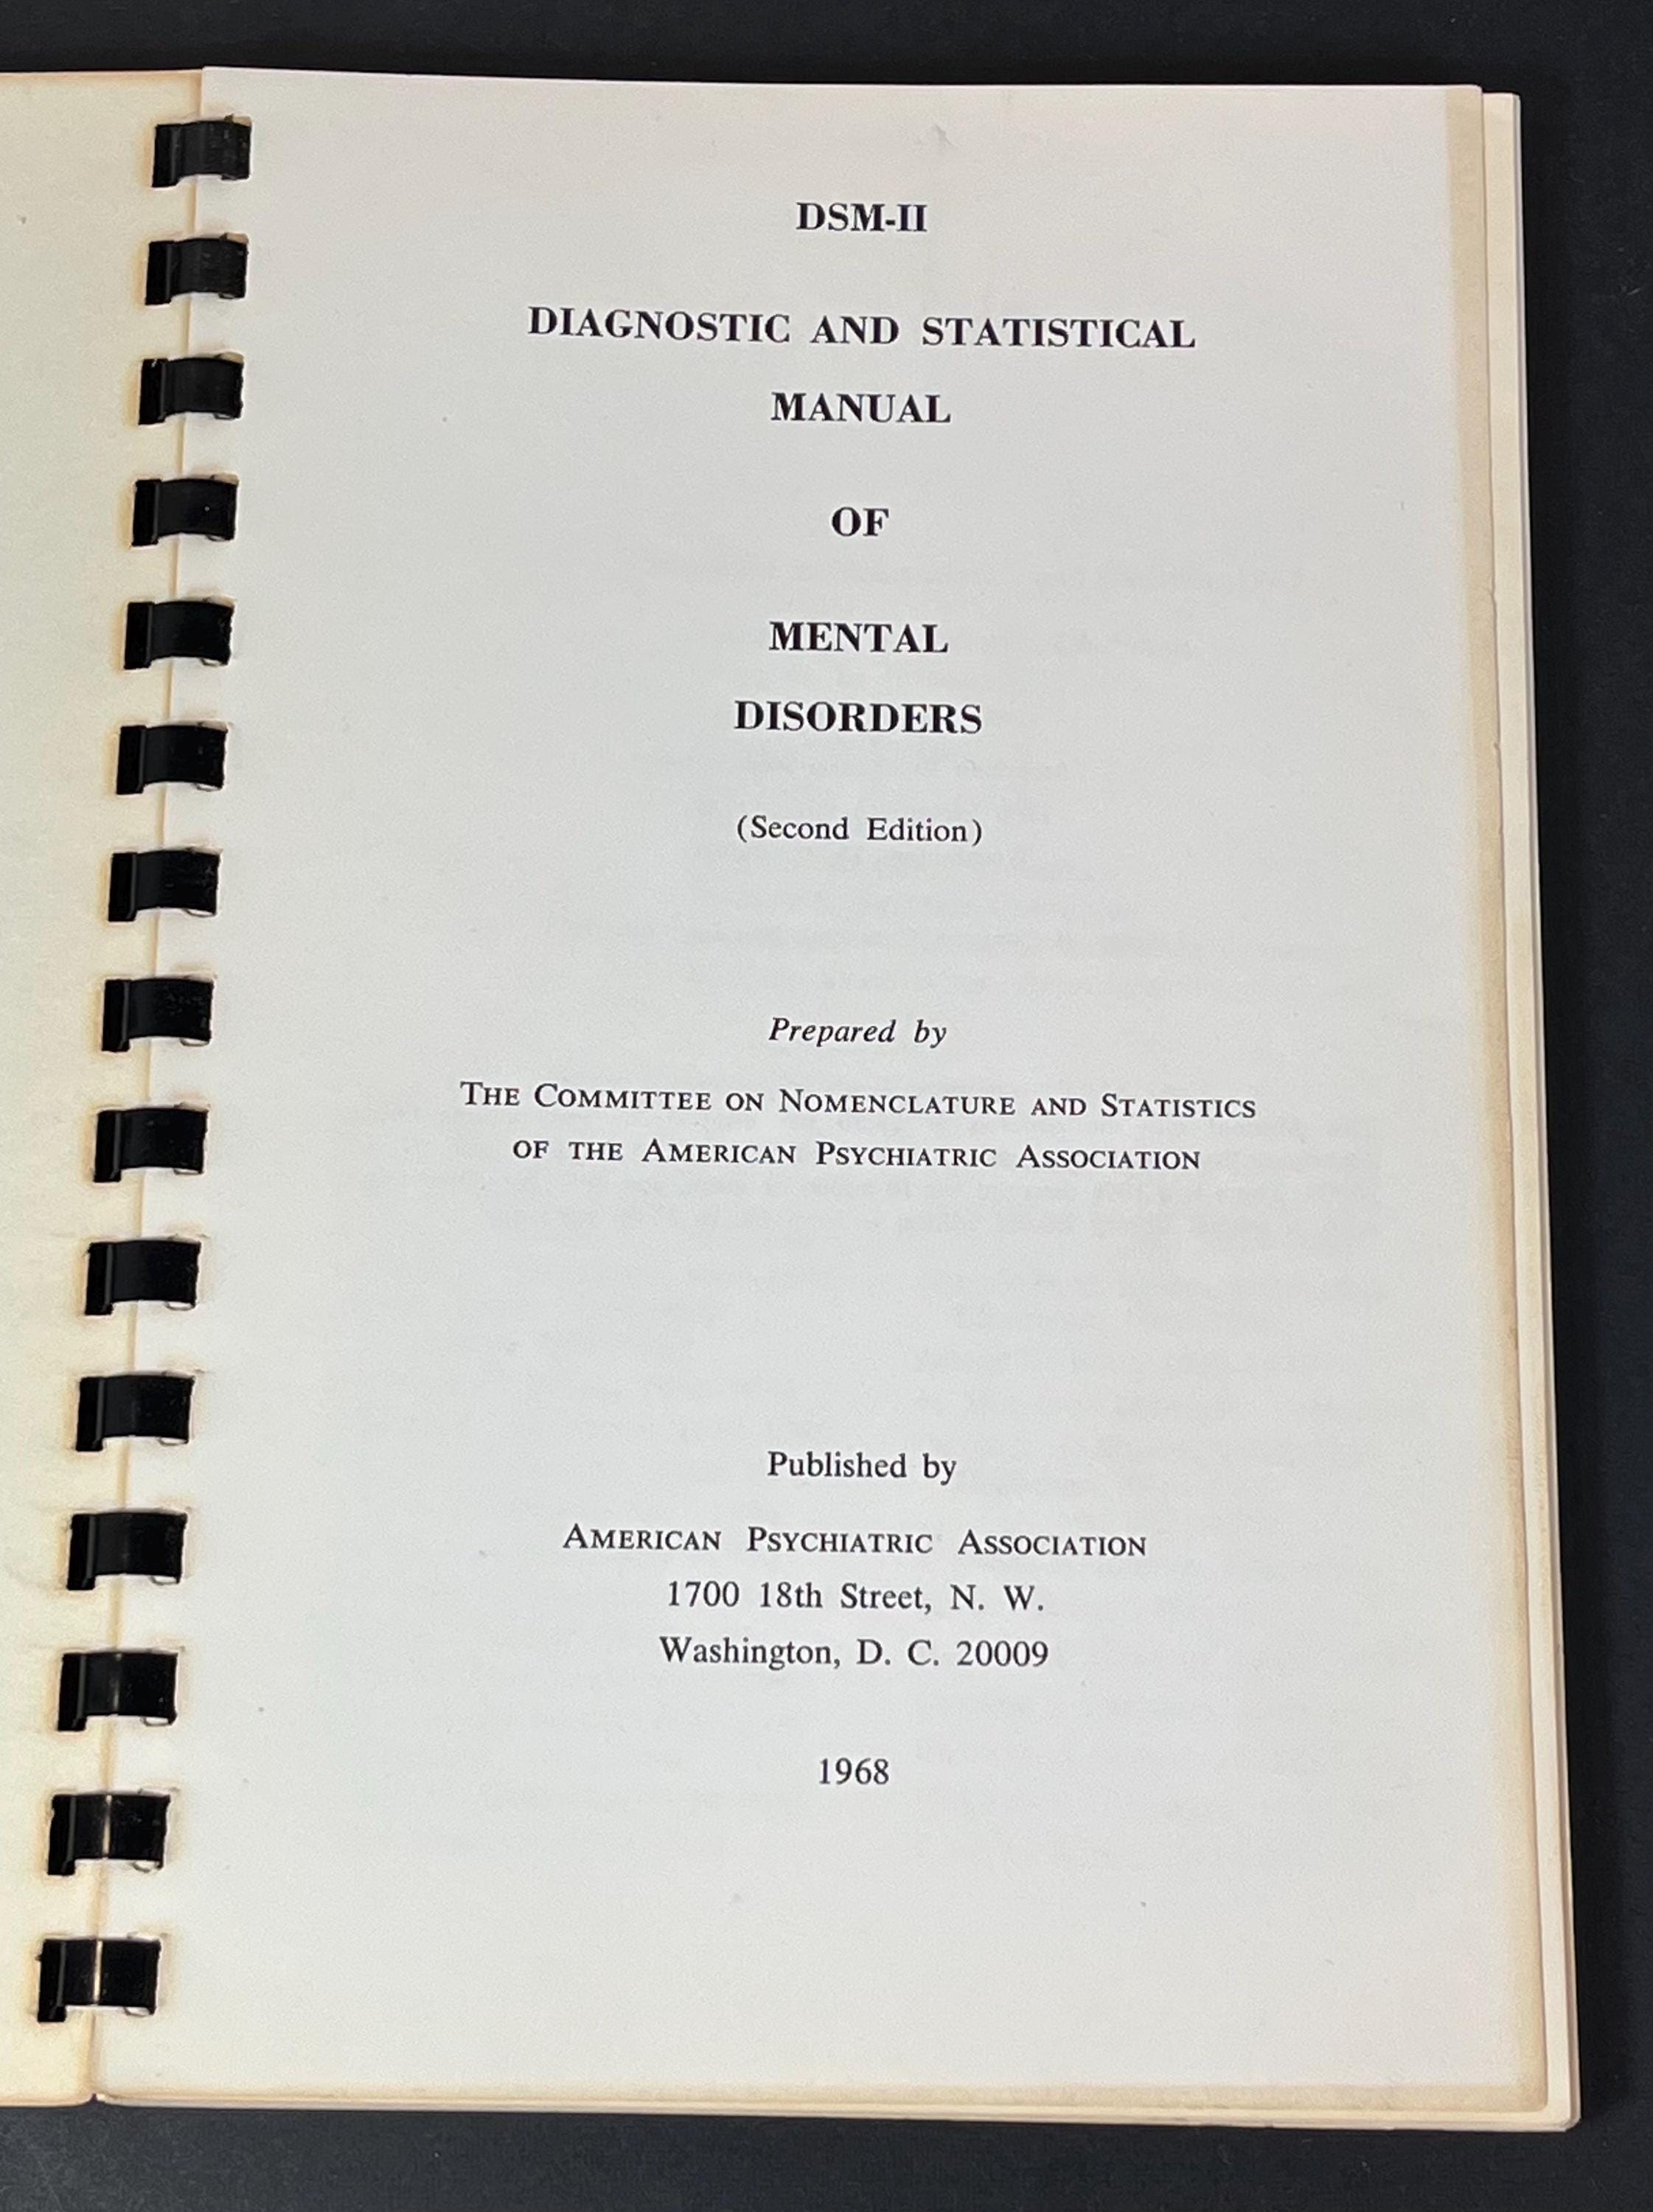 DSM-II
DIAGNOSTIC AND STATISTICAL
MANUAL
OF
MENTAL
DISORDERS
(Second Edition)
Prepared by
THE COMMITTEE ON NOMENCLATURE AND STATISTICS
OF THE AMERICAN PSYCHIATRIC ASSOCIATION
Published by
AMERICAN PSYCHIATRIC ASSOCIATION
1700 18th Street, N. W.
Washington, D. C. 20009
1968